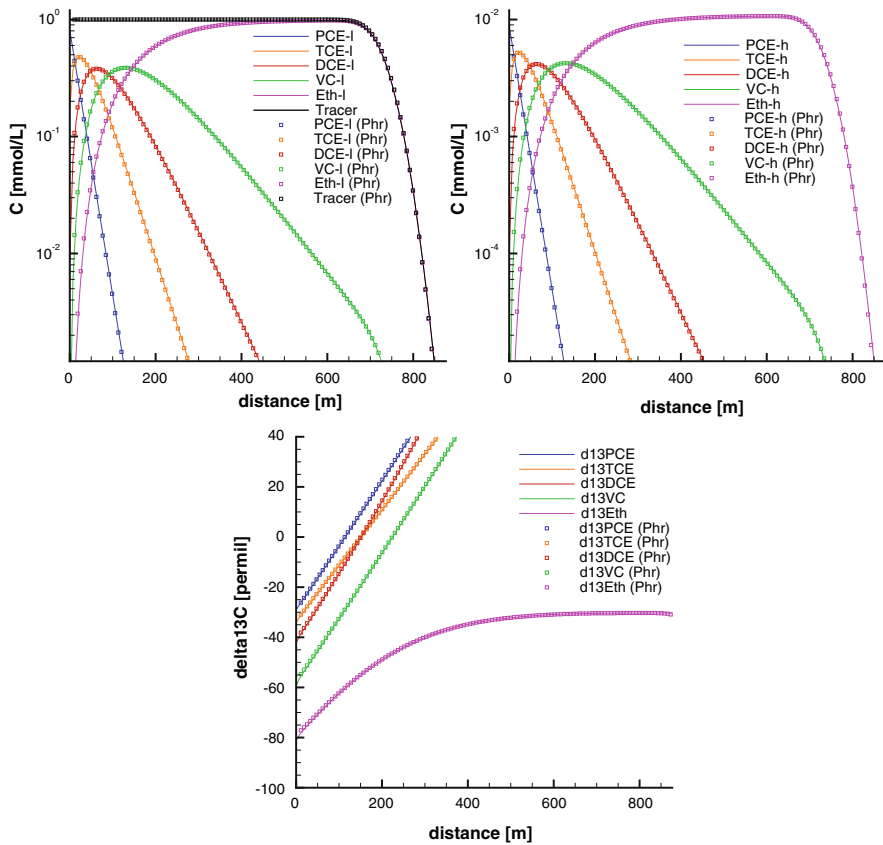 C [mmol/L]
10⁰
10⁻¹
10⁻²
0
200
400
600
800
distance [m]
PCE-l
TCE-l
DCE-l
VC-l
Eth-l
Tracer
PCE-l (Phr)
TCE-l (Phr)
DCE-l (Phr)
VC-l (Phr)
Eth-l (Phr)
Tracer (Phr)
C [mmol/L]
10⁻²
10⁻³
10⁻⁴
0
200
400
600
800
distance [m]
PCE-h
TCE-h
DCE-h
VC-h
Eth-h
PCE-h (Phr)
TCE-h (Phr)
DCE-h (Phr)
VC-h (Phr)
Eth-h (Phr)
delta13C [permil]
40
20
0
-20
-40
-60
-80
-100
0
200
400
600
800
distance [m]
d13PCE
d13TCE
d13DCE
d13VC
d13Eth
d13PCE (Phr)
d13TCE (Phr)
d13DCE (Phr)
d13VC (Phr)
d13Eth (Phr)